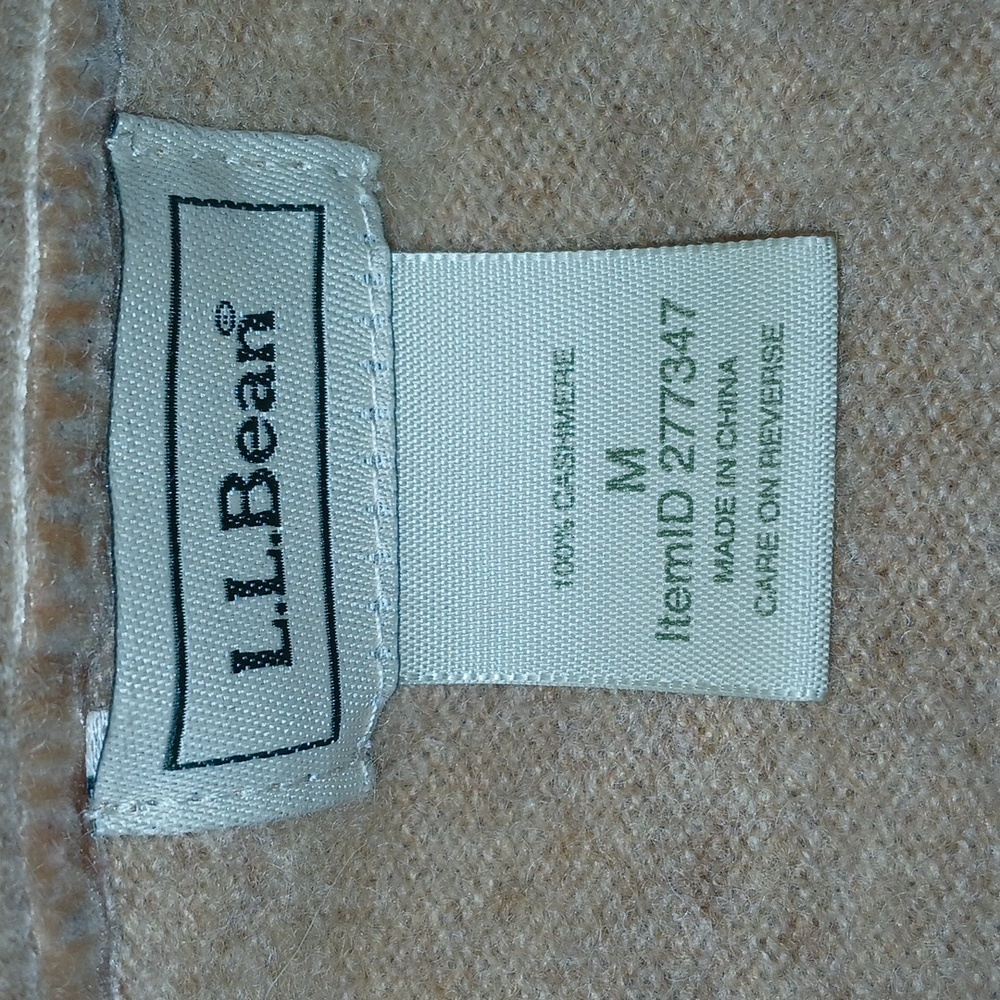 L.L.Bean®
100% CASHMERE
M
ItemID 277347
MADE IN CHINA
CARE ON REVERSE